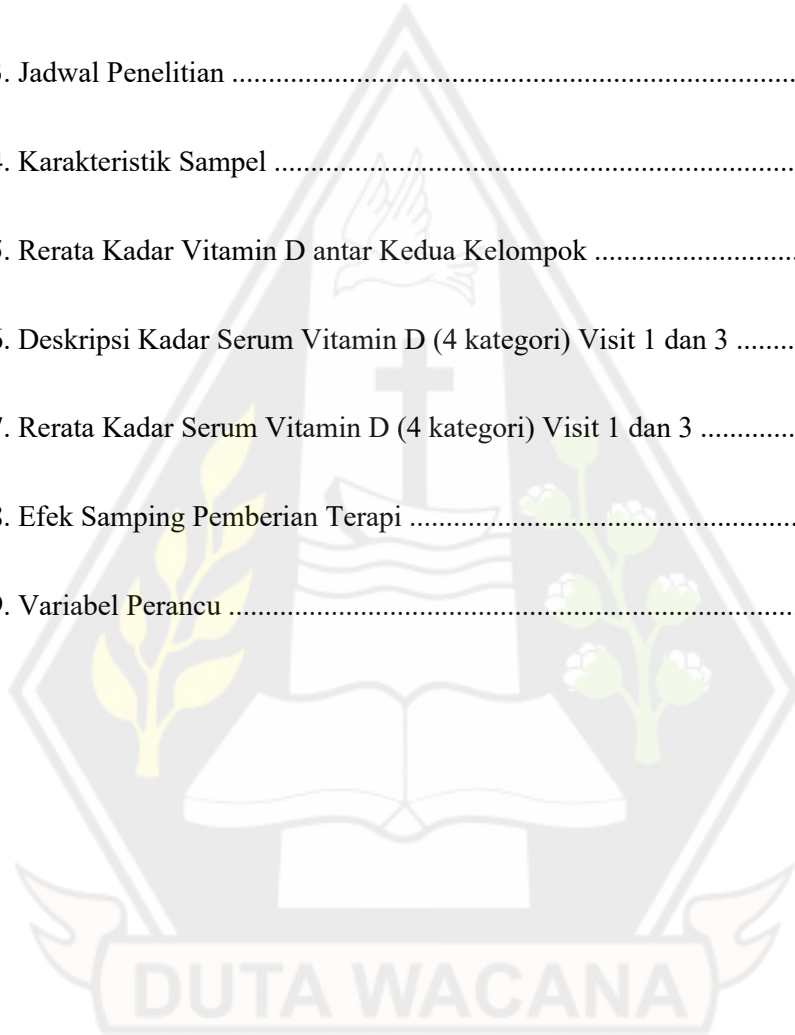 . Jadwal Penelitian ..............................................................................
4. Karakteristik Sampel ........................................................................
5. Rerata Kadar Vitamin D antar Kedua Kelompok ............................
6. Deskripsi Kadar Serum Vitamin D (4 kategori) Visit 1 dan 3 ........
7. Rerata Kadar Serum Vitamin D (4 kategori) Visit 1 dan 3 .............
8. Efek Samping Pemberian Terapi .....................................................
9. Variabel Perancu ..............................................................................
DUTA WACANA